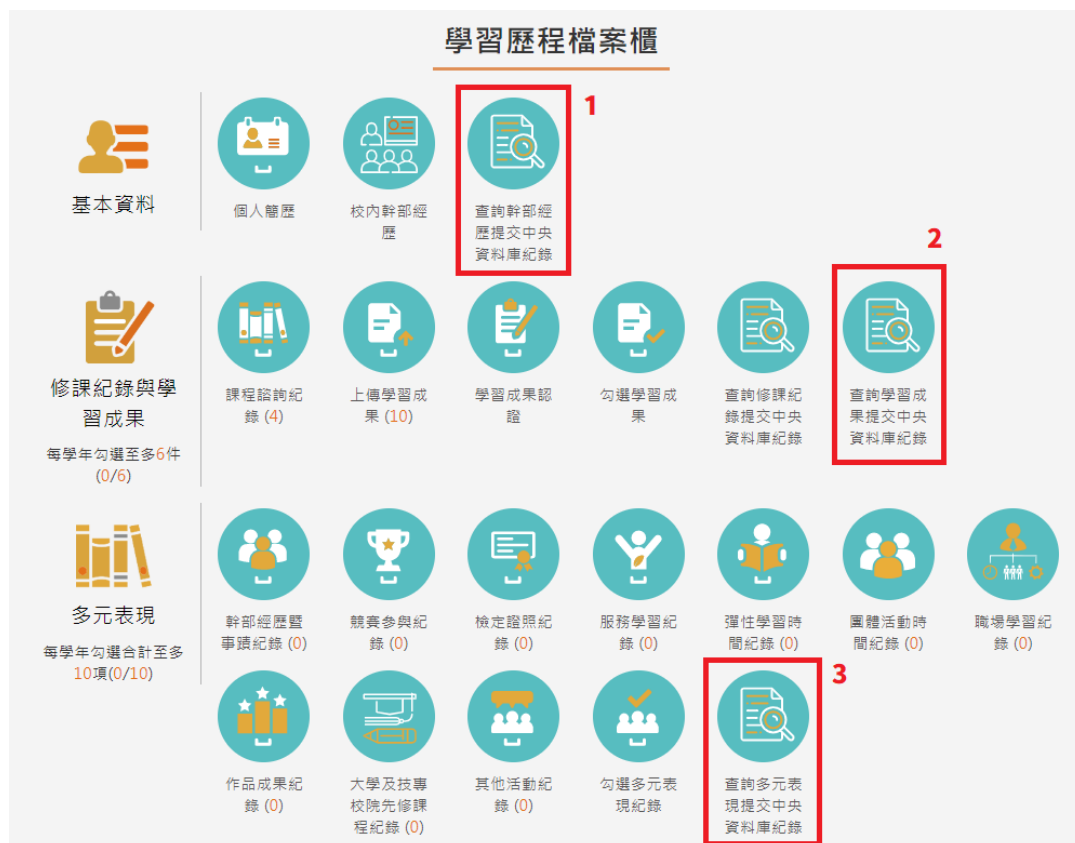 學習歷程檔案櫃
1
基本資料
個人簡歷
校內幹部經
歷
查詢幹部經
歷提交中央
資料庫紀錄
2
修課紀錄與學
習成果
每學年勾選至多6件
(0/6)
課程諮詢紀
錄 (4)
上傳學習成
果 (10)
學習成果認
證
勾選學習成
果
查詢修課紀
錄提交中央
資料庫紀錄
查詢學習成
果提交中央
資料庫紀錄
多元表現
每學年勾選合計至多
10項(0/10)
幹部經歷暨
事蹟紀錄 (0)
競賽參與紀
錄 (0)
檢定證照紀
錄 (0)
服務學習紀
錄 (0)
彈性學習時
間紀錄 (0)
團體活動時
間紀錄 (0)
職場學習紀
錄 (0)
3
作品成果紀
錄 (0)
大學及技專
校院先修課
程紀錄 (0)
其他活動紀
錄 (0)
勾選多元表
現紀錄
查詢多元表
現提交中央
資料庫紀錄